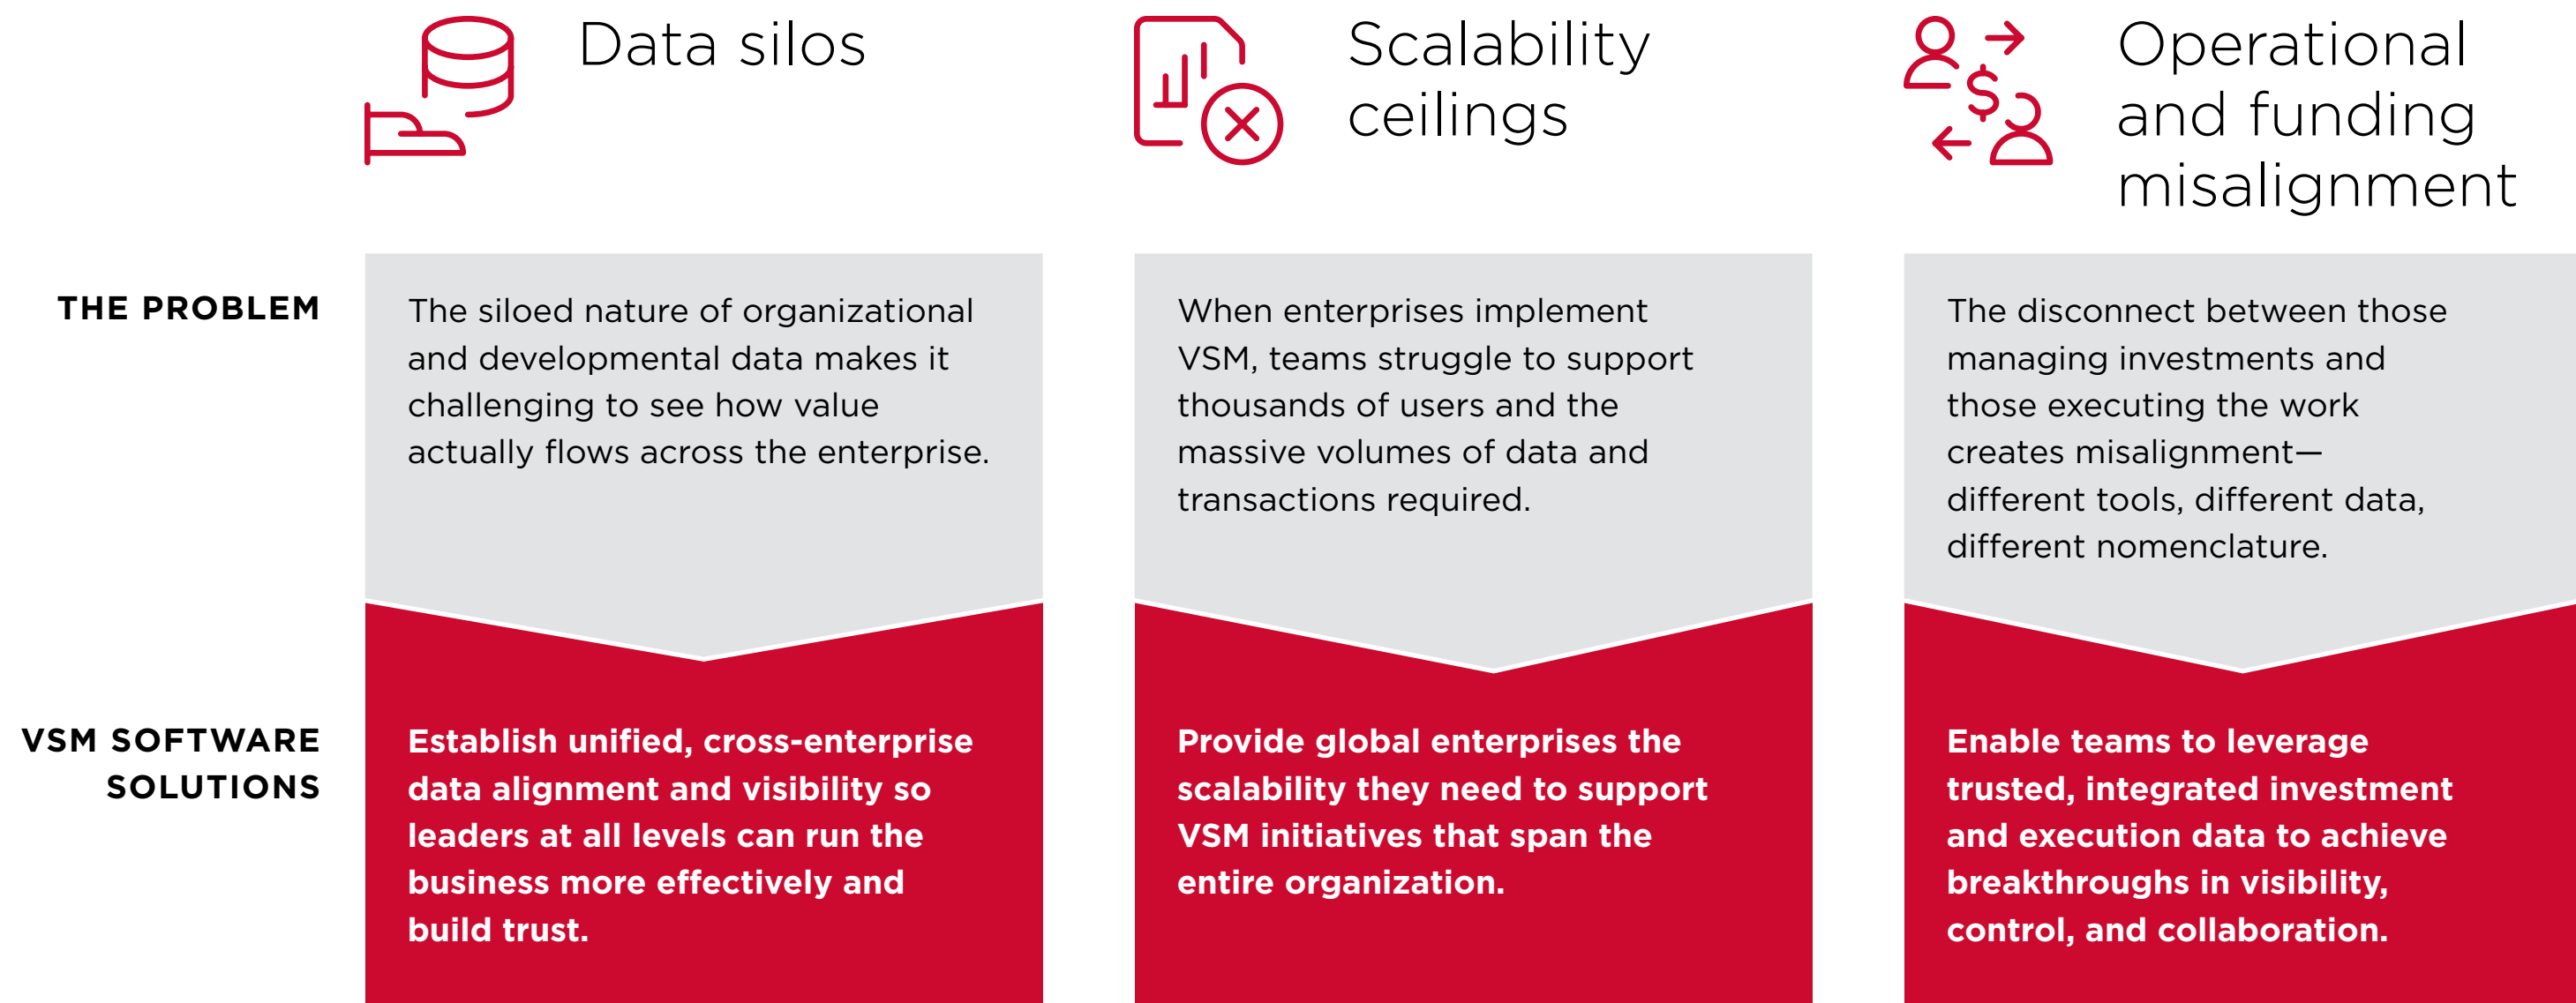 Data silos
Scalability
ceilings
Operational
and funding
misalignment
THE PROBLEM
The siloed nature of organizational
and developmental data makes it
challenging to see how value
actually flows across the enterprise.
When enterprises implement
VSM, teams struggle to support
thousands of users and the
massive volumes of data and
transactions required.
The disconnect between those
managing investments and
those executing the work
creates misalignment—
different tools, different data,
different nomenclature.
VSM SOFTWARE
SOLUTIONS
Establish unified, cross-enterprise
data alignment and visibility so
leaders at all levels can run the
business more effectively and
build trust.
Provide global enterprises the
scalability they need to support
VSM initiatives that span the
entire organization.
Enable teams to leverage
trusted, integrated investment
and execution data to achieve
breakthroughs in visibility,
control, and collaboration.